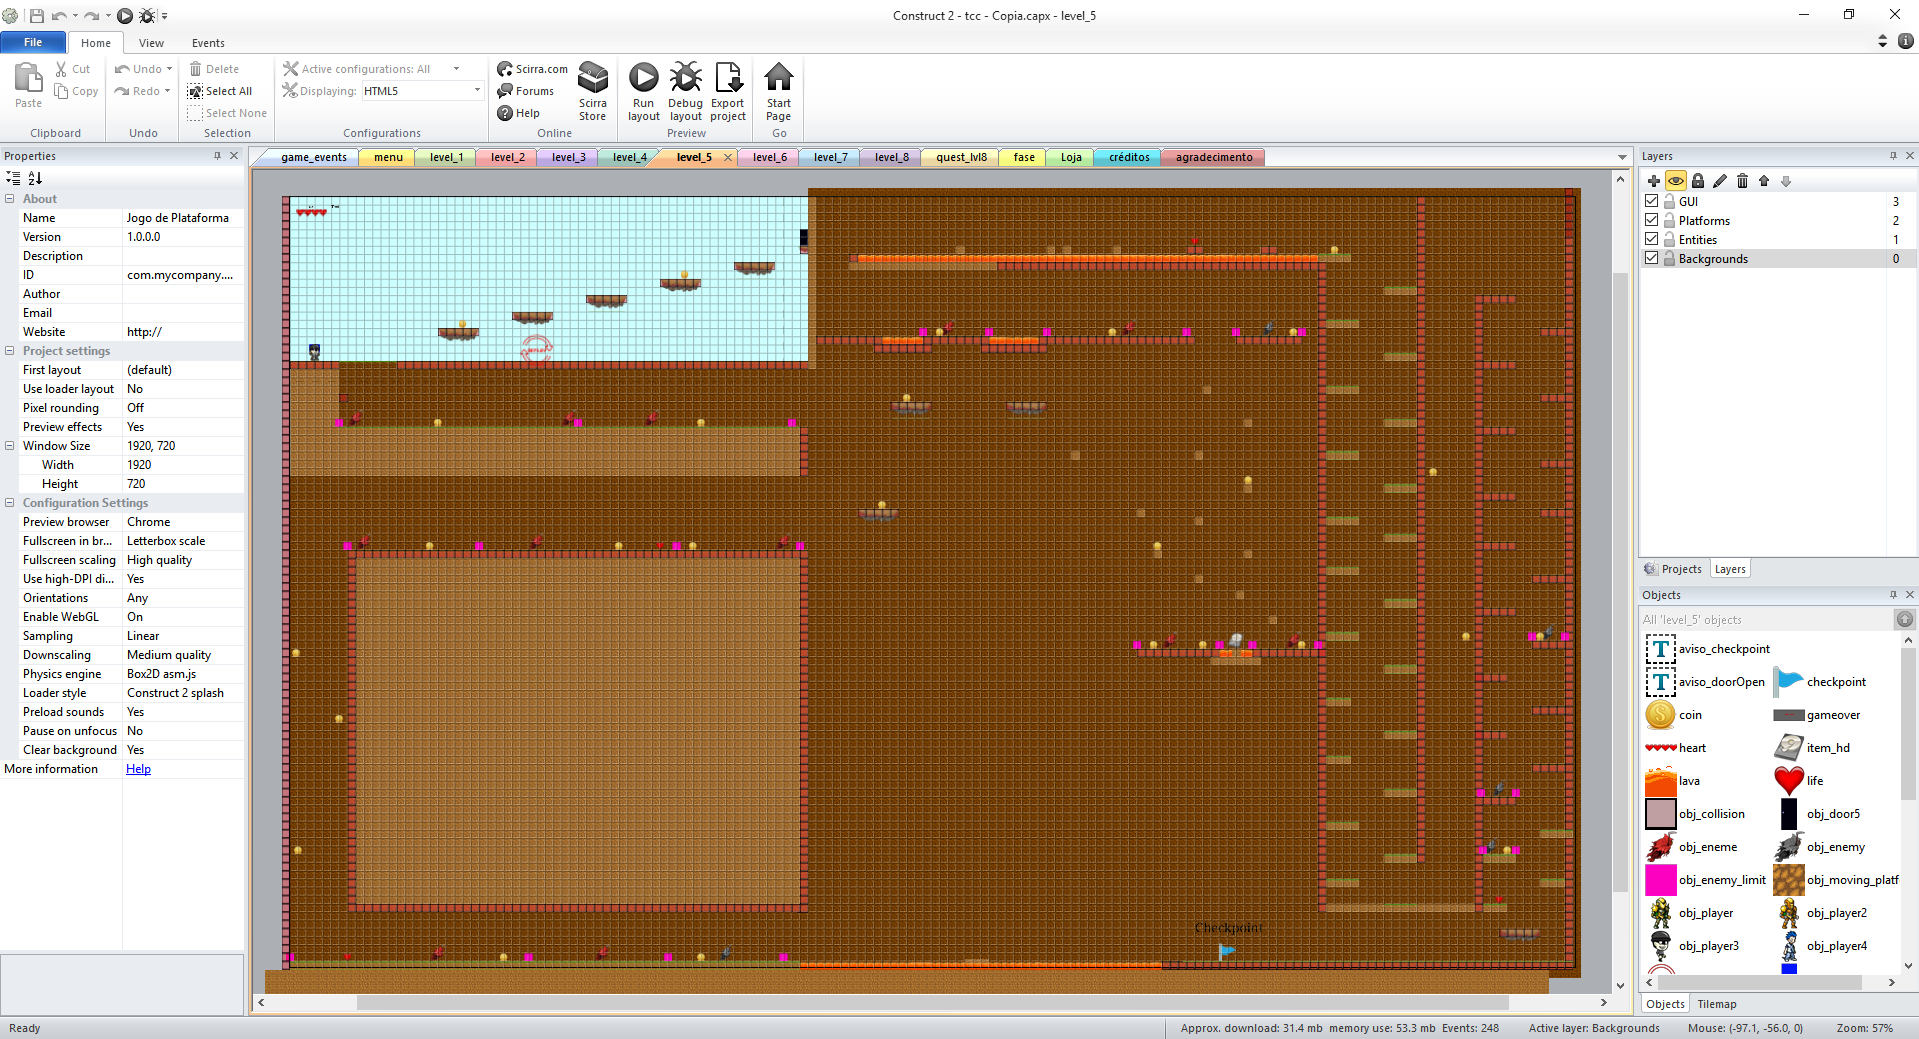 Construct 2 - tcc - Copia.capx - level_5
File Home View Events
Paste
Cut
Copy
Clipboard
Undo
Redo
Undo
Delete
Select All
Select None
Selection
Active configurations: All
Displaying: HTML5
Configurations
Scirra.com
Forums
Help
Scirra Store
Online
Run layout
Debug layout
Export project
Preview
Start Page
Go
Properties
About
Name Jogo de Plataforma
Version 1.0.0.0
Description
ID com.mycompany....
Author
Email
Website http://
Project settings
First layout (default)
Use loader layout No
Pixel rounding Off
Preview effects Yes
Window Size 1920, 720
Width 1920
Height 720
Configuration Settings
Preview browser Chrome
Fullscreen in br... Letterbox scale
Fullscreen scaling High quality
Use high-DPI di... Yes
Orientations Any
Enable WebGL On
Sampling Linear
Downscaling Medium quality
Physics engine Box2D asm.js
Loader style Construct 2 splash
Preload sounds Yes
Pause on unfocus No
Clear background Yes
More information Help
game_events menu level_1 level_2 level_3 level_4 level_5 level_6 level_7 level_8 quest_lvl8 fase Loja créditos agradecimento
Checkpoint
Layers
GUI 3
Platforms 2
Entities 1
Backgrounds 0
Projects Layers
Objects
All 'level_5' objects
aviso_checkpoint
aviso_doorOpen checkpoint
coin gameover
heart item_hd
lava life
obj_collision obj_door5
obj_eneme obj_enemy
obj_enemy_limit obj_moving_platf
obj_player obj_player2
obj_player3 obj_player4
Objects Tilemap
Ready
Approx. download: 31.4 mb memory use: 53.3 mb Events: 248 Active layer: Backgrounds Mouse: (-97.1, -56.0, 0) Zoom: 57%